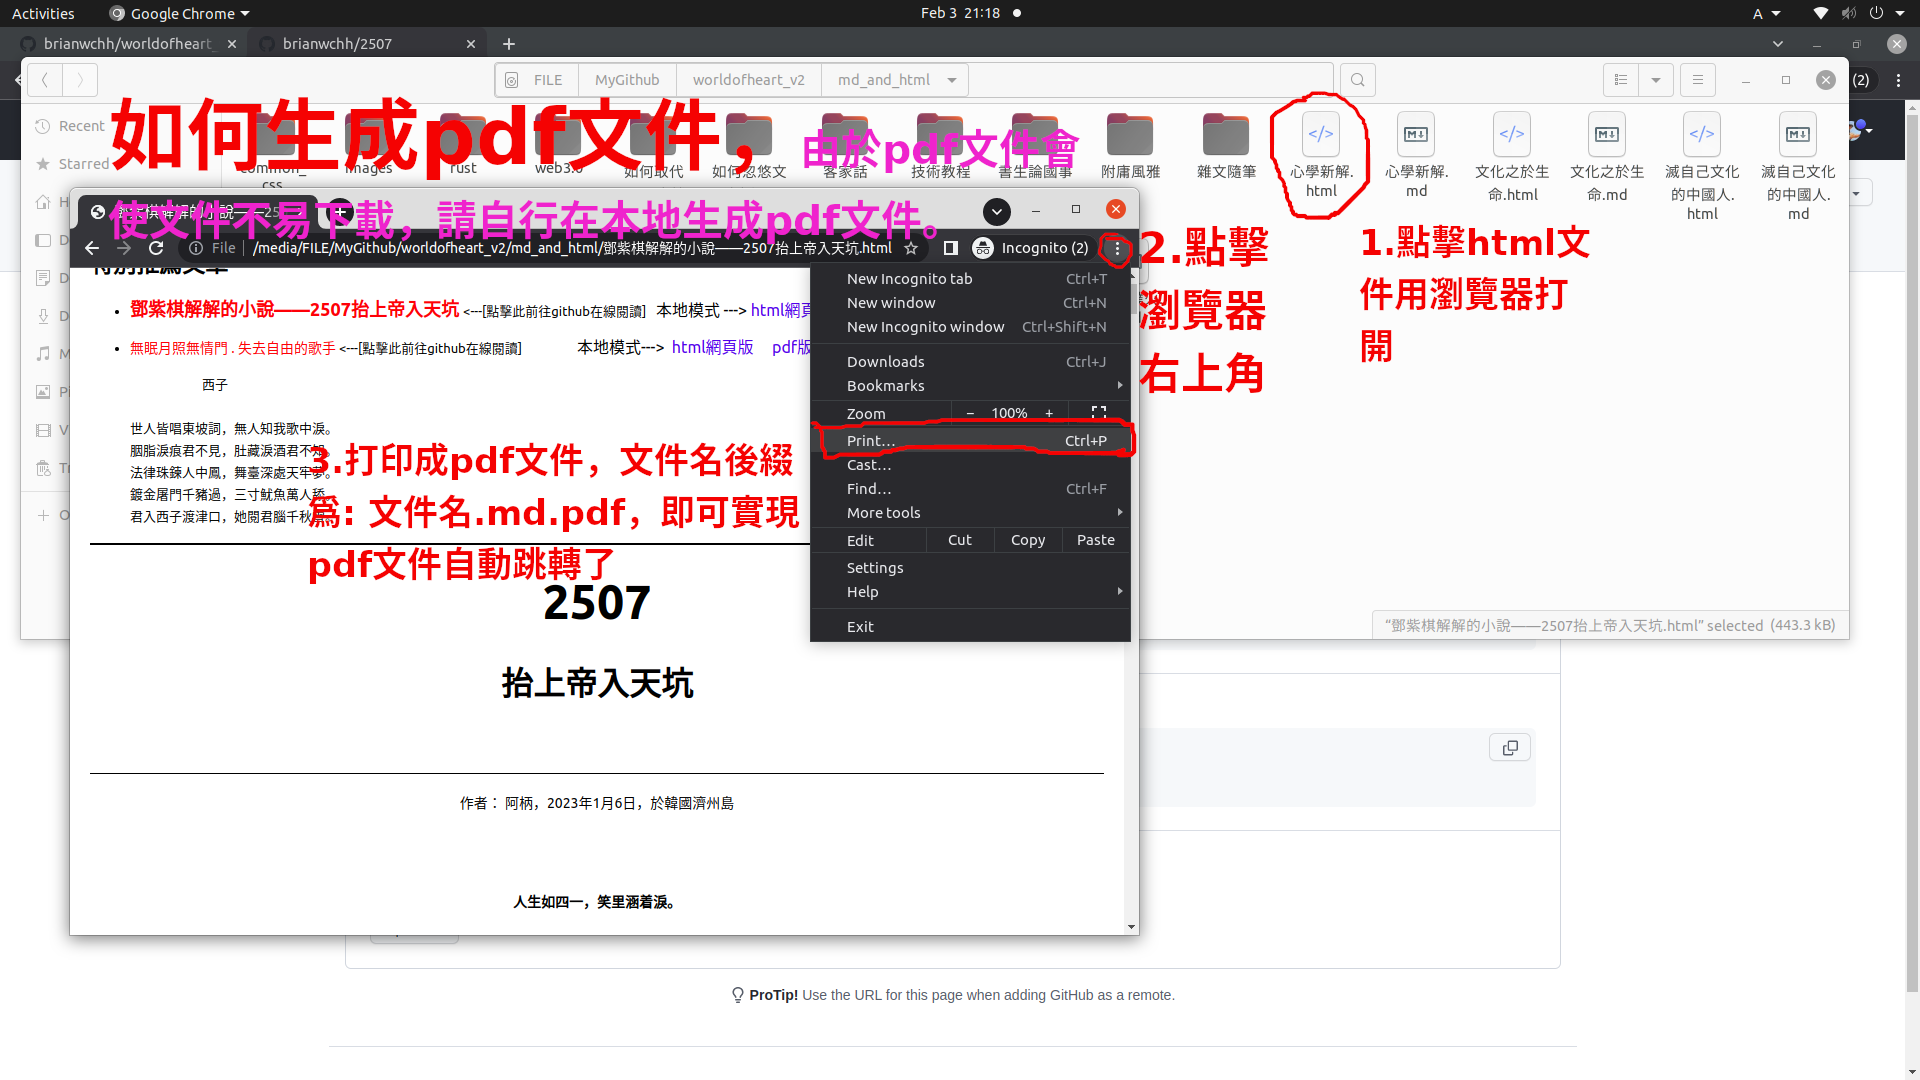 Activities
Google Chrome
Feb 3 21:18
A
brianwchh/worldofheart_
brianwchh/2507
FILE
MyGithub
worldofheart_v2
md_and_html
(2)
如何生成pdf文件，
由於pdf文件會
使文件不易下載，請自行在本地生成pdf文件。
Recent
Starred
common_
css
images
rust
web3.0
如何取代
如何忽悠文
客家話
技術教程
書生論國事
附庸風雅
雜文隨筆
心學新解.
html
心學新解.
md
文化之於生
命.html
文化之於生
命.md
滅自己文化
的中國人.
html
滅自己文化
的中國人.
md
1.點擊html文
件用瀏覽器打
開
2.點擊
瀏覽器
右上角
File
/media/FILE/MyGithub/worldofheart_v2/md_and_html/鄧紫棋解解的小說——2507抬上帝入天坑.html
Incognito (2)
特別推薦文章
鄧紫棋解解的小說——2507抬上帝入天坑 <---[點擊此前往github在線閱讀] 本地模式 ---> html網頁
無眠月照無情門 . 失去自由的歌手 <---[點擊此前往github在線閱讀] 本地模式---> html網頁版 pdf版
西子
世人皆唱東坡詞，無人知我歌中淚。
胭脂淚痕君不見，肚藏淚酒君不知。
法律珠鍊人中鳳，舞臺深處天牢夢。
鍍金屠門千豬過，三寸魷魚萬人舔。
君入西子渡津口，她閱君腦千秋
3.打印成pdf文件，文件名後綴
爲: 文件名.md.pdf，即可實現
pdf文件自動跳轉了
New Incognito tab Ctrl+T
New window Ctrl+N
New Incognito window Ctrl+Shift+N
Downloads Ctrl+J
Bookmarks
Zoom − 100% +
Print... Ctrl+P
Cast...
Find... Ctrl+F
More tools
Edit Cut Copy Paste
Settings
Help
Exit
2507
抬上帝入天坑
作者： 阿柄，2023年1月6日，於韓國濟州島
人生如四一，笑里涵着淚。
“鄧紫棋解解的小說——2507抬上帝入天坑.html” selected (443.3 kB)
ProTip! Use the URL for this page when adding GitHub as a remote.